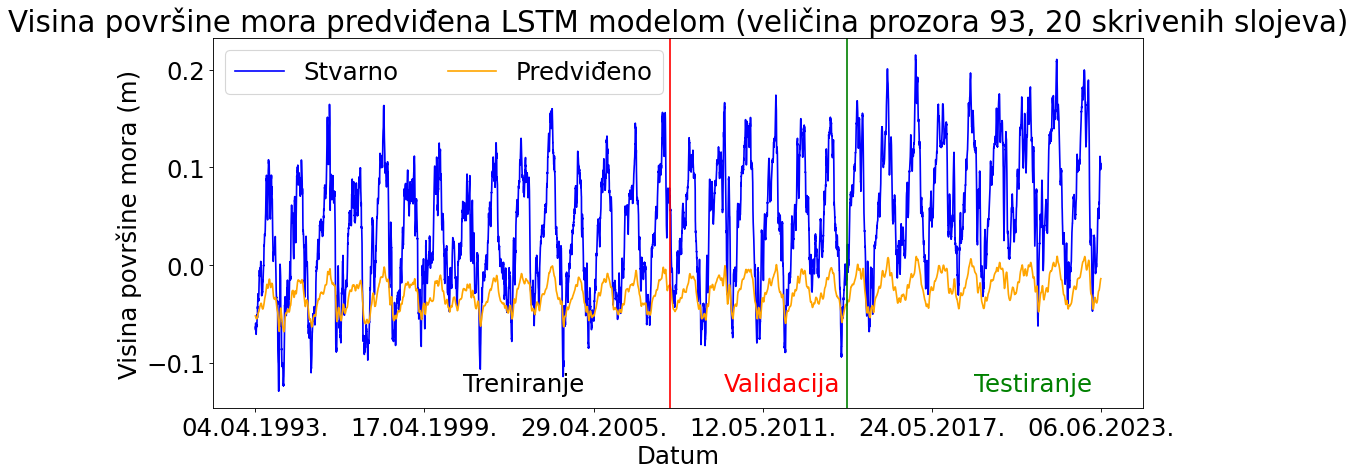 Visina površine mora predviđena LSTM modelom (veličina prozora 93, 20 skrivenih slojeva)
Stvarno
Predviđeno
Visina površine mora (m)
0.2
0.1
0.0
−0.1
Treniranje
Validacija
Testiranje
04.04.1993.
17.04.1999.
29.04.2005.
12.05.2011.
24.05.2017.
06.06.2023.
Datum